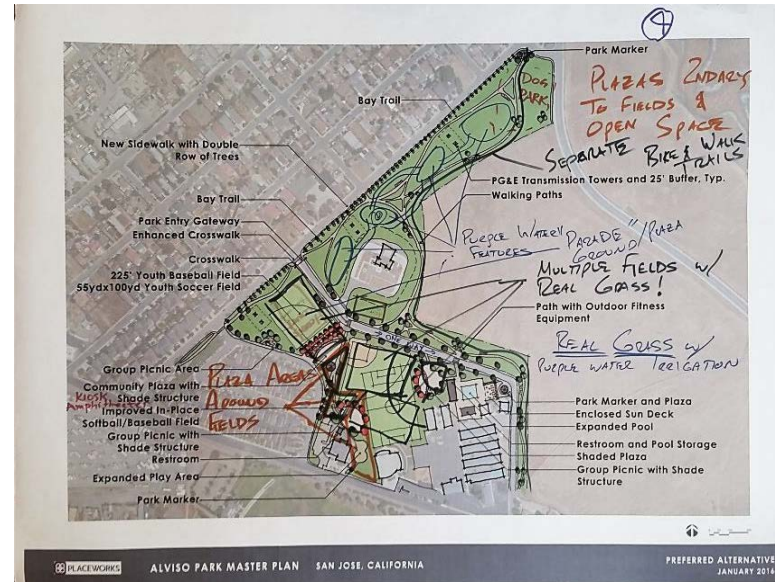 4
Park Marker
DOG
PARK
PLAZAS 2NDARY
TO FIELDS &
OPEN SPACE
SEPARATE BIKE & WALK
TRAILS
Bay Trail
New Sidewalk with Double
Row of Trees
PG&E Transmission Towers and 25' Buffer, Typ.
Walking Paths
Bay Trail
Park Entry Gateway
Enhanced Crosswalk
Crosswalk
225' Youth Baseball Field
55ydx100yd Youth Soccer Field
PURPLE WATER
FEATURES
"PARADE
GROUND"/PLAZA
MULTIPLE FIELDS W/
REAL GRASS!
Path with Outdoor Fitness
Equipment
REAL GRASS W/
PURPLE WATER IRRIGATION
ONE WAY
Group Picnic Area
Community Plaza with
Shade Structure
Improved In-Place
Softball/Baseball Field
Group Picnic with
Shade Structure
Restroom
Expanded Play Area
Park Marker
KIOSK
PLAZA AREAS
AROUND
FIELDS
Park Marker and Plaza
Enclosed Sun Deck
Expanded Pool
Restroom and Pool Storage
Shaded Plaza
Group Picnic with Shade
Structure
PLACEWORKS
ALVISO PARK MASTER PLAN SAN JOSE, CALIFORNIA
PREFERRED ALTERNATIVE
JANUARY 2016